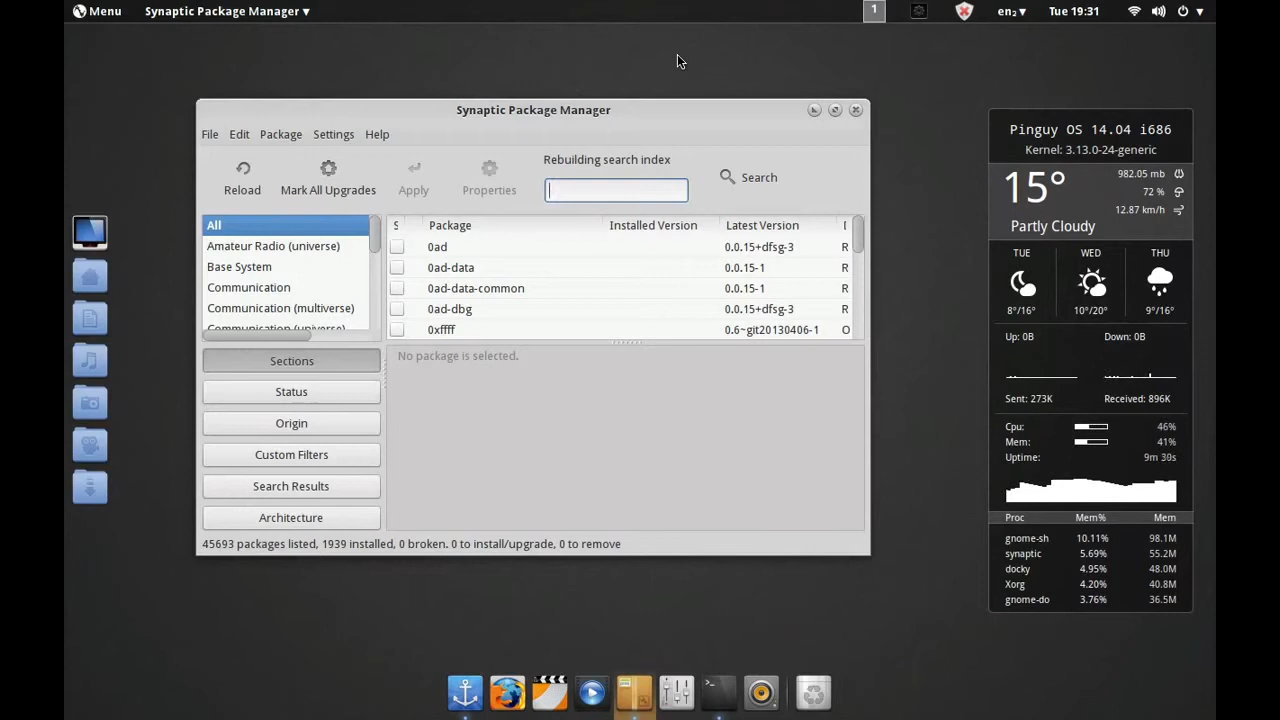 Menu Synaptic Package Manager ▾ 1 en₂ ▾ Tue 19:31 ▾
Synaptic Package Manager
File Edit Package Settings Help
Rebuilding search index
Reload Mark All Upgrades Apply Properties Search
All
Amateur Radio (universe)
Base System
Communication
Communication (multiverse)
Communication (universe)
S Package Installed Version Latest Version
0ad 0.0.15+dfsg-3 R
0ad-data 0.0.15-1 R
0ad-data-common 0.0.15-1 R
0ad-dbg 0.0.15+dfsg-3 R
0xffff 0.6~git20130406-1 O
No package is selected.
Sections
Status
Origin
Custom Filters
Search Results
Architecture
45693 packages listed, 1939 installed, 0 broken. 0 to install/upgrade, 0 to remove
Pinguy OS 14.04 i686
Kernel: 3.13.0-24-generic
15° 982.05 mb
72 %
12.87 km/h
Partly Cloudy
TUE WED THU
8°/16° 10°/20° 9°/16°
Up: 0B Down: 0B
Sent: 273K Received: 896K
Cpu: 46%
Mem: 41%
Uptime: 9m 30s
Proc Mem% Mem
gnome-sh 10.11% 98.1M
synaptic 5.69% 55.2M
docky 4.95% 48.0M
Xorg 4.20% 40.8M
gnome-do 3.76% 36.5M